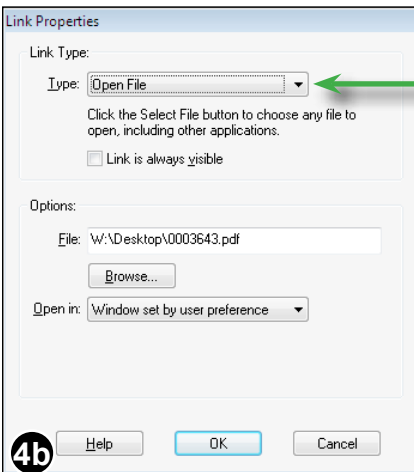 Link Properties
Link Type:
Type: Open File
Click the Select File button to choose any file to
open, including other applications.
Link is always visible
Options:
File: W:\Desktop\0003643.pdf
Browse...
Open in: Window set by user preference
4b Help OK Cancel